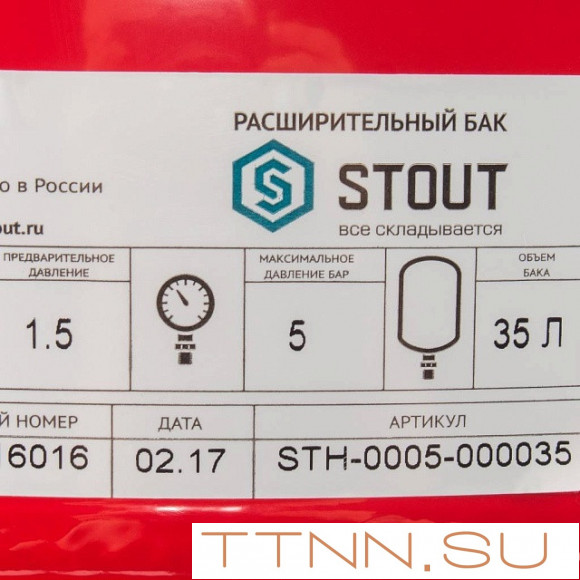 РАСШИРИТЕЛЬНЫЙ БАК
STOUT
все складывается
о в России
out.ru
ПРЕДВАРИТЕЛЬНОЕ ДАВЛЕНИЕ
1.5
МАКСИМАЛЬНОЕ ДАВЛЕНИЕ БАР
5
ОБЪЕМ БАКА
35 Л
Й НОМЕР
16016
ДАТА
02.17
АРТИКУЛ
STH-0005-000035
TTNN.SU